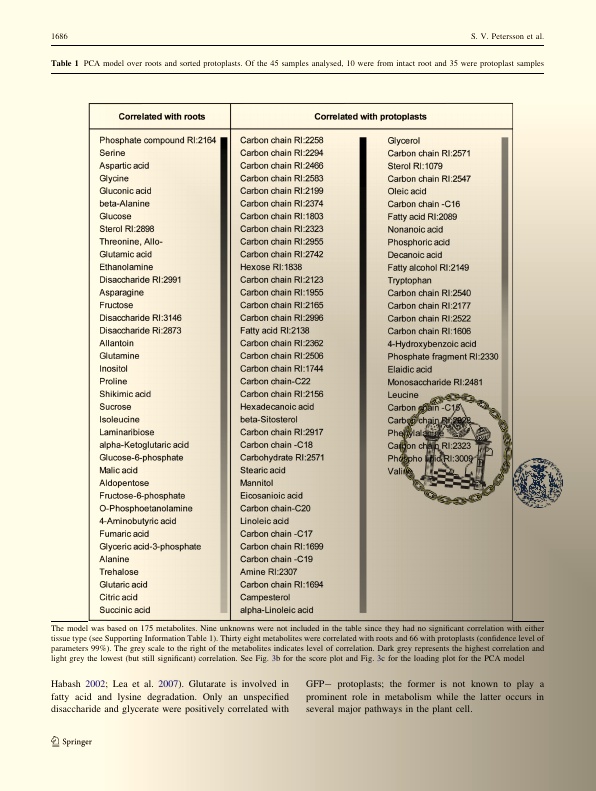 1686
S. V. Petersson et al.
Table 1 PCA model over roots and sorted protoplasts. Of the 45 samples analysed, 10 were from intact root and 35 were protoplast samples
Correlated with roots
Phosphate compound RI:2164
Serine
Aspartic acid
Glycine
Gluconic acid
beta-Alanine
Glucose
Sterol RI:2898
Threonine, Allo-
Glutamic acid
Ethanolamine
Disaccharide RI:2991
Asparagine
Fructose
Disaccharide RI:3146
Disaccharide RI:2873
Allantoin
Glutamine
Inositol
Proline
Shikimic acid
Sucrose
Isoleucine
Laminaribiose
alpha-Ketoglutaric acid
Glucose-6-phosphate
Malic acid
Aldopentose
Fructose-6-phosphate
O-Phosphoetanolamine
4-Aminobutyric acid
Fumaric acid
Glyceric acid-3-phosphate
Alanine
Trehalose
Glutaric acid
Citric acid
Succinic acid
Correlated with protoplasts
Carbon chain RI:2258
Carbon chain RI:2294
Carbon chain RI:2466
Carbon chain RI:2583
Carbon chain RI:2199
Carbon chain RI:2374
Carbon chain RI:1803
Carbon chain RI:2323
Carbon chain RI:2955
Carbon chain RI:2742
Hexose RI:1838
Carbon chain RI:2123
Carbon chain RI:1955
Carbon chain RI:2165
Carbon chain RI:2996
Fatty acid RI:2138
Carbon chain RI:2362
Carbon chain RI:2506
Carbon chain RI:1744
Carbon chain-C22
Carbon chain RI:2156
Hexadecanoic acid
beta-Sitosterol
Carbon chain RI:2917
Carbon chain -C18
Carbohydrate RI:2571
Stearic acid
Mannitol
Eicosanioic acid
Carbon chain-C20
Linoleic acid
Carbon chain -C17
Carbon chain RI:1699
Carbon chain -C19
Amine RI:2307
Carbon chain RI:1694
Campesterol
alpha-Linoleic acid
Glycerol
Carbon chain RI:2571
Sterol RI:1079
Carbon chain RI:2547
Oleic acid
Carbon chain -C16
Fatty acid RI:2089
Nonanoic acid
Phosphoric acid
Decanoic acid
Fatty alcohol RI:2149
Tryptophan
Carbon chain RI:2540
Carbon chain RI:2177
Carbon chain RI:2522
Carbon chain RI:1606
4-Hydroxybenzoic acid
Phosphate fragment RI:2330
Elaidic acid
Monosaccharide RI:2481
Leucine
Carbon chain -C15
Carbon chain
Phenylalanine
Carbon chain RI:2323
Phospholipid RI:3009
Valine
The model was based on 175 metabolites. Nine unknowns were not included in the table since they had no significant correlation with either
tissue type (see Supporting Information Table 1). Thirty eight metabolites were correlated with roots and 66 with protoplasts (confidence level of
parameters 99%). The grey scale to the right of the metabolites indicates level of correlation. Dark grey represents the highest correlation and
light grey the lowest (but still significant) correlation. See Fig. 3b for the score plot and Fig. 3c for the loading plot for the PCA model
Habash 2002; Lea et al. 2007). Glutarate is involved in
fatty acid and lysine degradation. Only an unspecified
disaccharide and glycerate were positively correlated with
GFP− protoplasts; the former is not known to play a
prominent role in metabolism while the latter occurs in
several major pathways in the plant cell.
Springer